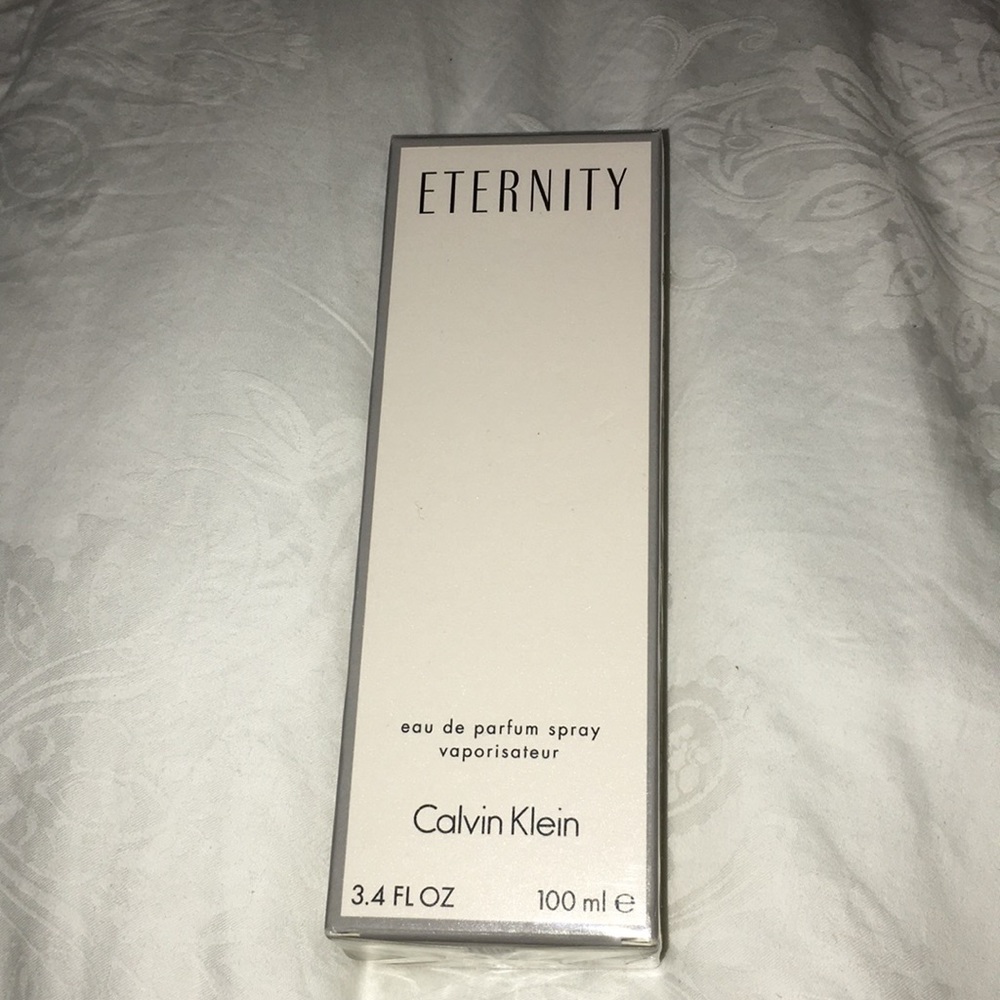 ETERNITY
eau de parfum spray
vaporisateur
Calvin Klein
3.4 FL OZ 100 ml ℮